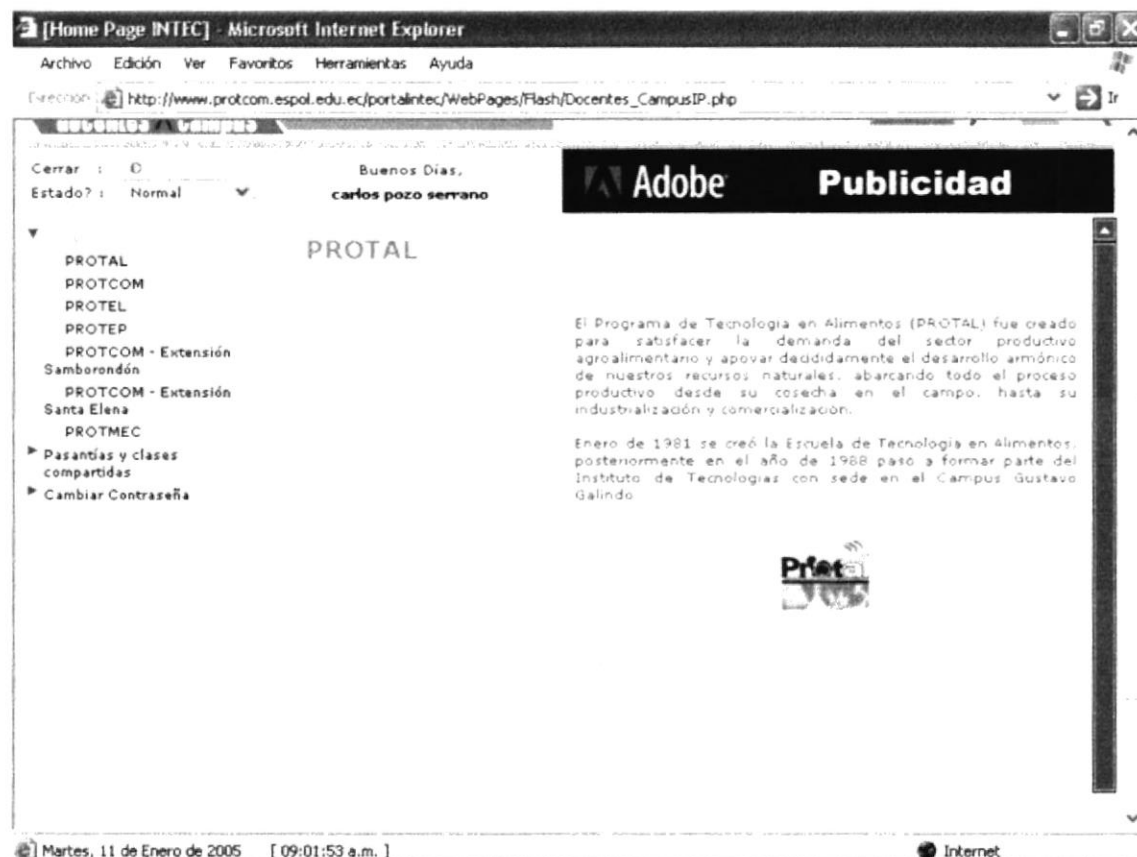 [Home Page INTEC] - Microsoft Internet Explorer
Archivo Edición Ver Favoritos Herramientas Ayuda
Dirección http://www.protcom.espol.edu.ec/portalintec/WebPages/Flash/Docentes_CampusIP.php Ir
docentes campus
Cerrar :
Estado? : Normal
Buenos Días,
carlos pozo serrano
Adobe Publicidad
PROTAL
PROTCOM
PROTEL
PROTEP
PROTCOM - Extensión
Samborondón
PROTCOM - Extensión
Santa Elena
PROTMEC
Pasantías y clases
compartidas
Cambiar Contraseña
PROTAL
El Programa de Tecnología en Alimentos (PROTAL) fue creado
para satisfacer la demanda del sector productivo
agroalimentario y apoyar decididamente el desarrollo armónico
de nuestros recursos naturales, abarcando todo el proceso
productivo desde su cosecha en el campo, hasta su
industrialización y comercialización.
Enero de 1981 se creó la Escuela de Tecnología en Alimentos,
posteriormente en el año de 1988 pasó a formar parte del
Instituto de Tecnologías con sede en el Campus Gustavo
Galindo
Martes, 11 de Enero de 2005 [ 09:01:53 a.m. ] Internet